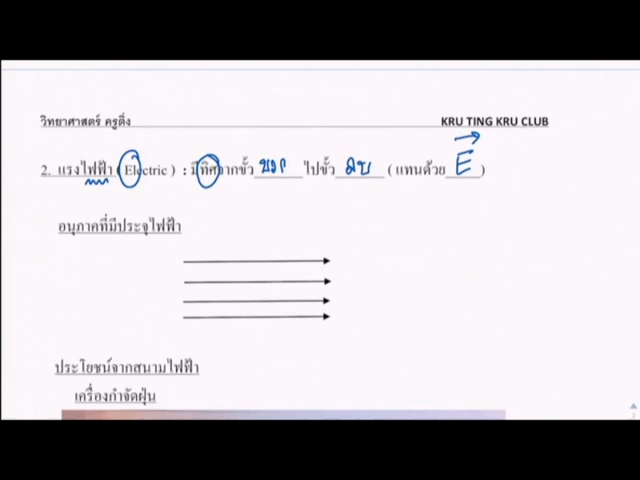 วิทยาศาสตร์ ครูติ่ง KRU TING KRU CLUB
2. แรงไฟฟ้า ( Electric ) : มีทิศจากขั้ว บวก ไปขั้ว ลบ ( แทนด้วย E )
อนุภาคที่มีประจุไฟฟ้า
ประโยชน์จากสนามไฟฟ้า
เครื่องกำจัดฝุ่น